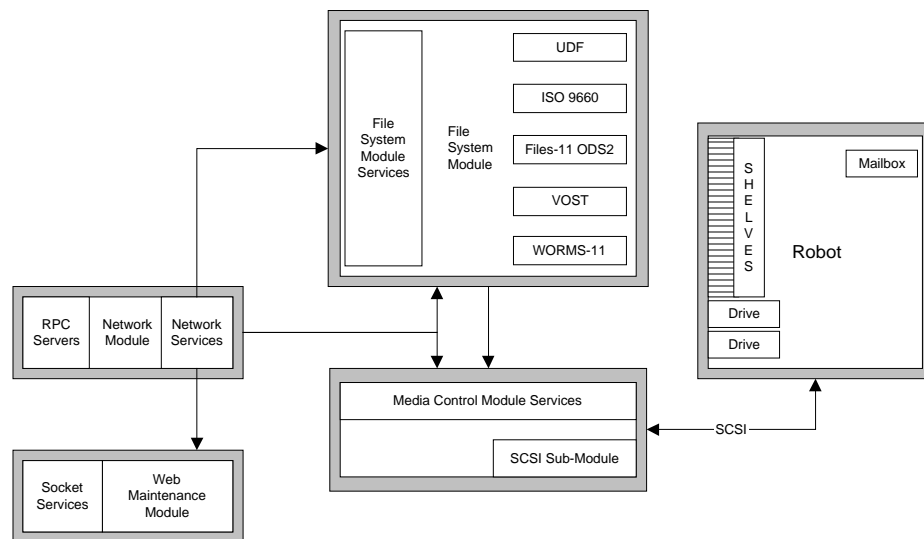 File
System
Module
Services
File
System
Module
UDF
ISO 9660
Files-11 ODS2
VOST
WORMS-11
S
H
E
L
V
E
S
Mailbox
Robot
Drive
Drive
RPC
Servers
Network
Module
Network
Services
Media Control Module Services
SCSI Sub-Module
SCSI
Socket
Services
Web
Maintenance
Module